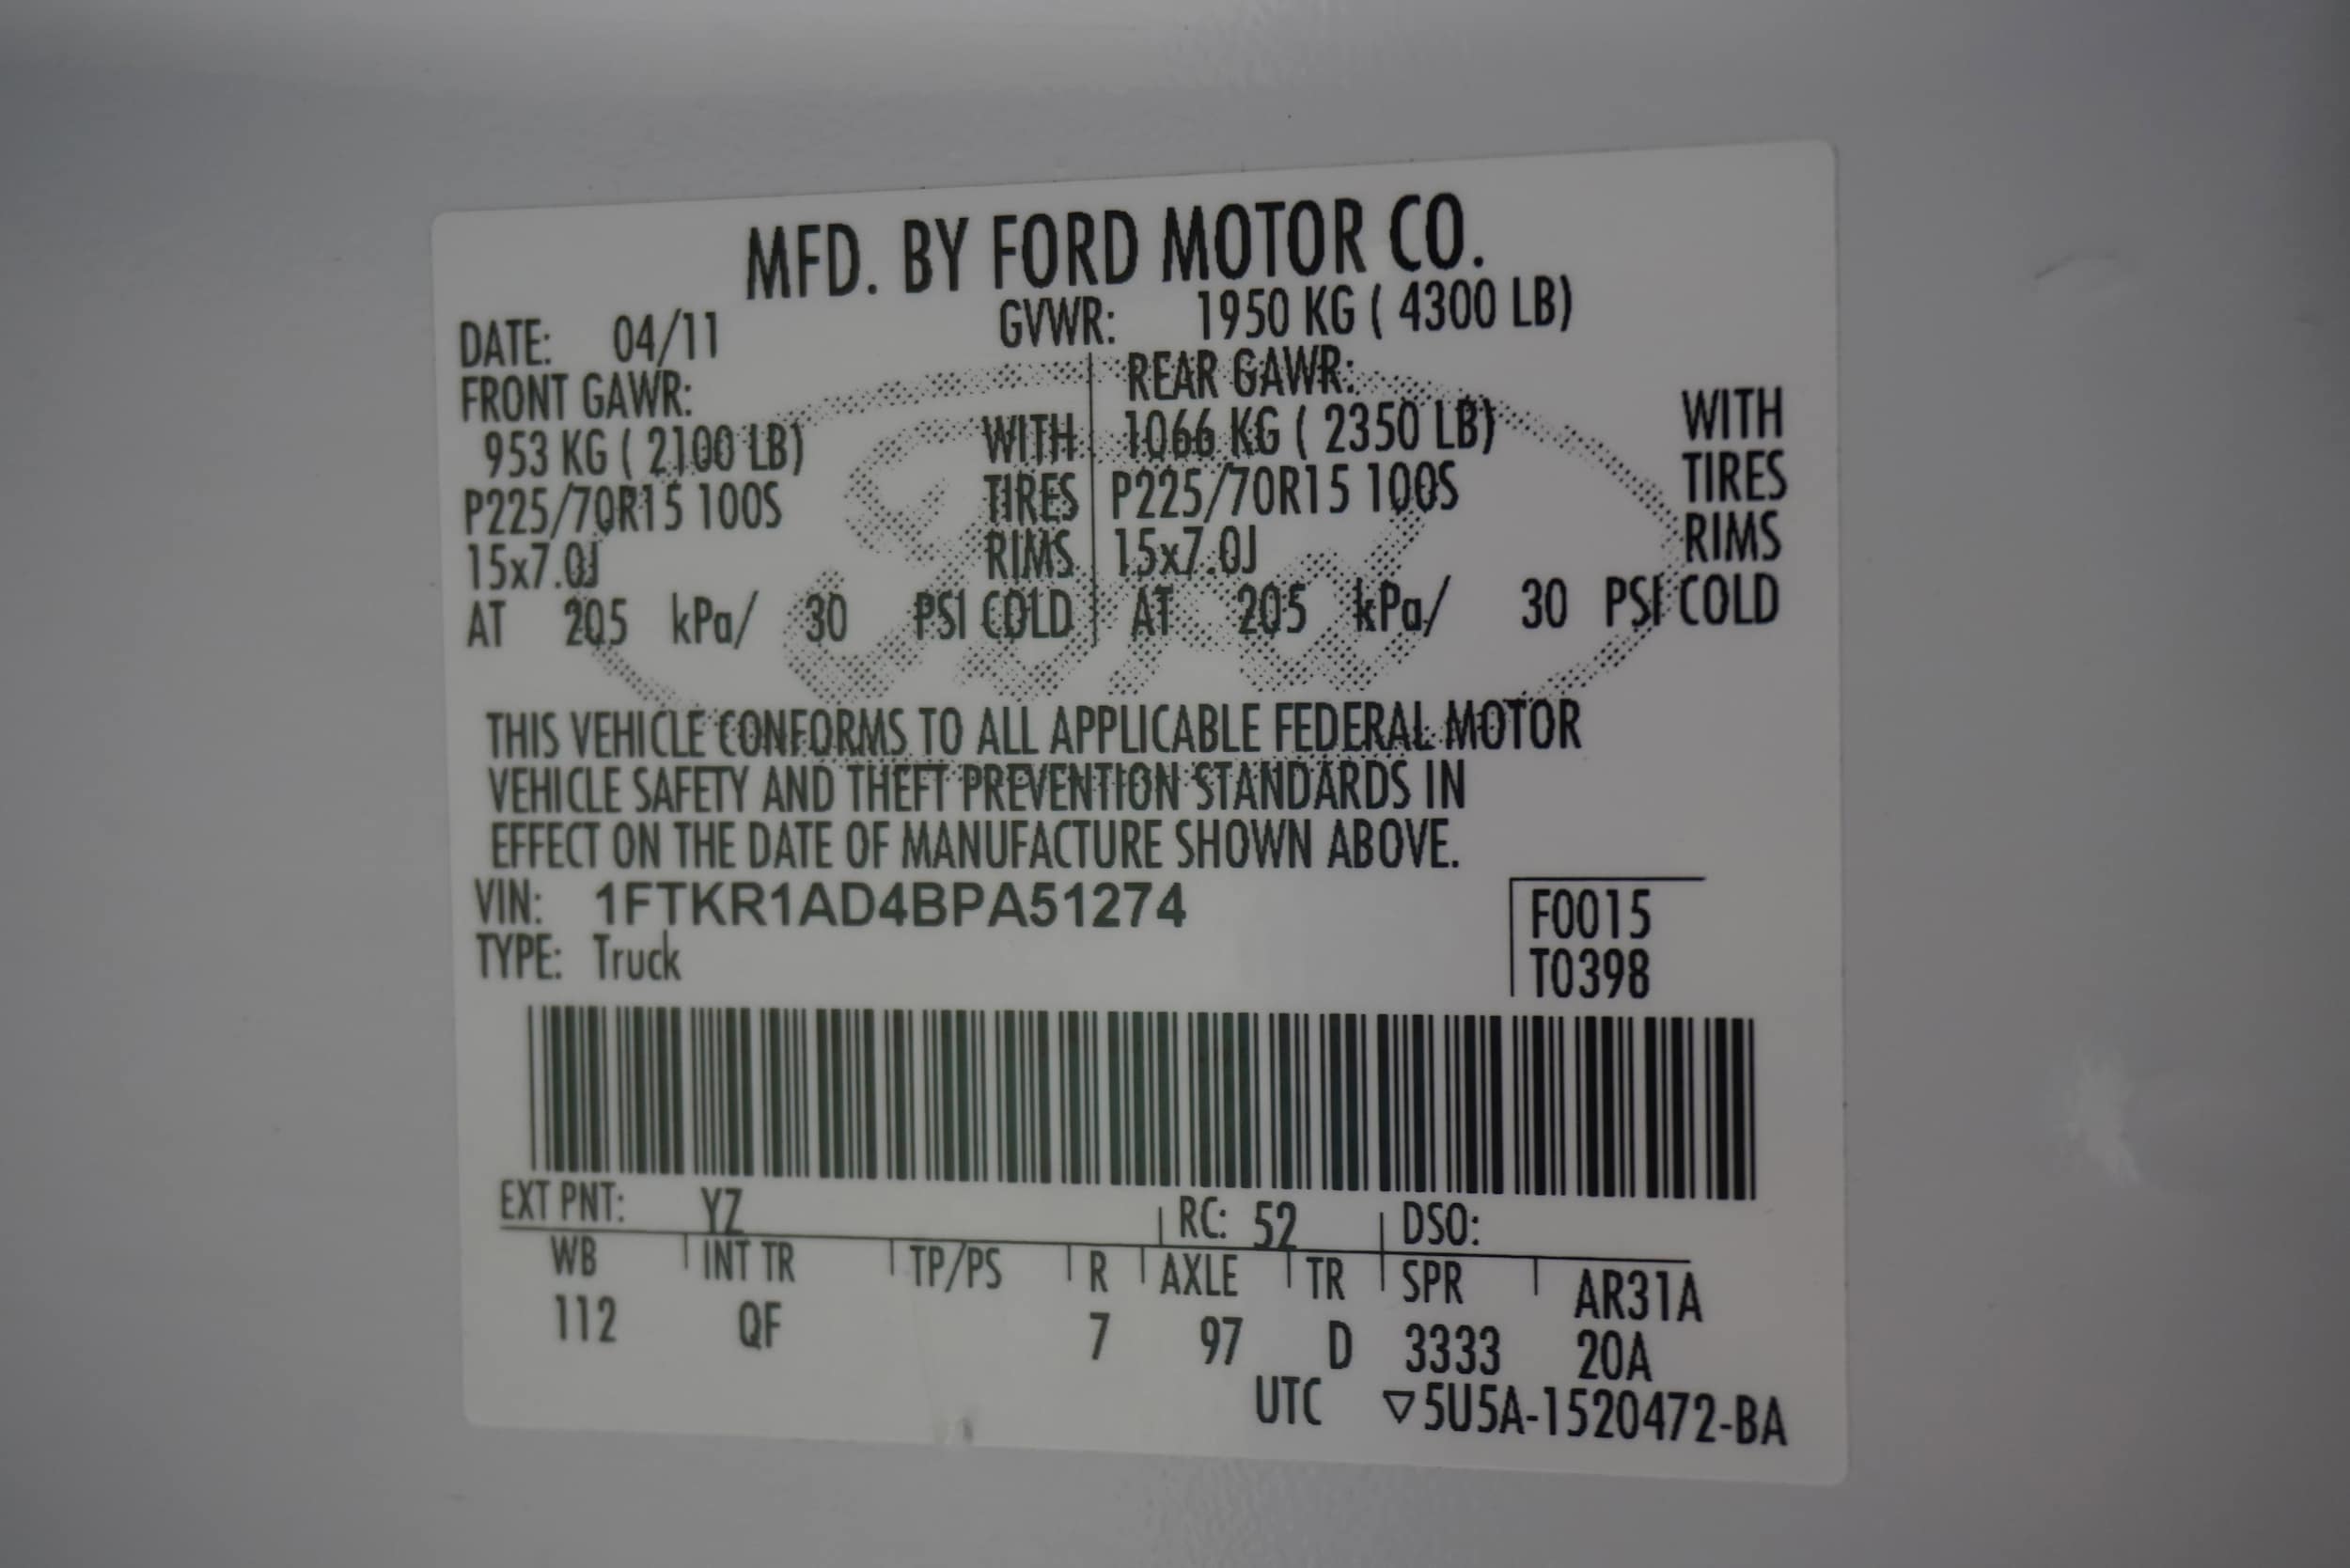 MFD. BY FORD MOTOR CO.
DATE: 04/11 GVWR: 1950 KG ( 4300 LB)
FRONT GAWR: REAR GAWR:
953 KG ( 2100 LB) WITH 1066 KG ( 2350 LB) WITH
P225/70R15 100S TIRES P225/70R15 100S TIRES
15x7.0J RIMS 15x7.0J RIMS
AT 205 kPa/ 30 PSI COLD AT 205 kPa/ 30 PSI COLD
Ford
THIS VEHICLE CONFORMS TO ALL APPLICABLE FEDERAL MOTOR
VEHICLE SAFETY AND THEFT PREVENTION STANDARDS IN
EFFECT ON THE DATE OF MANUFACTURE SHOWN ABOVE.
VIN: 1FTKR1AD4BPA51274 F0015
TYPE: Truck T0398
EXT PNT: YZ RC: 52 DSO:
WB INT TR TP/PS R AXLE TR SPR AR31A
112 QF 7 97 D 3333 20A
UTC ▽5U5A-1520472-BA